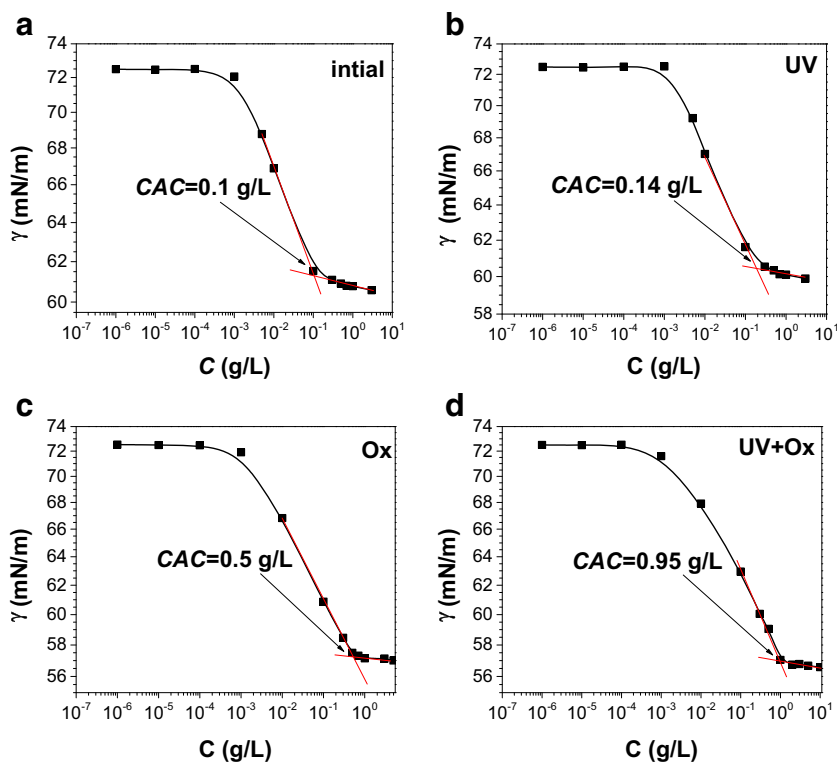 a
intial
CAC=0.1 g/L
γ (mN/m)
74
72
70
68
66
64
62
60
10⁻⁷ 10⁻⁶ 10⁻⁵ 10⁻⁴ 10⁻³ 10⁻² 10⁻¹ 10⁰ 10¹
C (g/L)
b
UV
CAC=0.14 g/L
γ (mN/m)
74
72
70
68
66
64
62
60
58
10⁻⁷ 10⁻⁶ 10⁻⁵ 10⁻⁴ 10⁻³ 10⁻² 10⁻¹ 10⁰ 10¹
C (g/L)
c
Ox
CAC=0.5 g/L
γ (mN/m)
74
72
70
68
66
64
62
60
58
56
10⁻⁷ 10⁻⁶ 10⁻⁵ 10⁻⁴ 10⁻³ 10⁻² 10⁻¹ 10⁰
C (g/L)
d
UV+Ox
CAC=0.95 g/L
γ (mN/m)
74
72
70
68
66
64
62
60
58
56
10⁻⁷ 10⁻⁶ 10⁻⁵ 10⁻⁴ 10⁻³ 10⁻² 10⁻¹ 10⁰ 10¹
C (g/L)